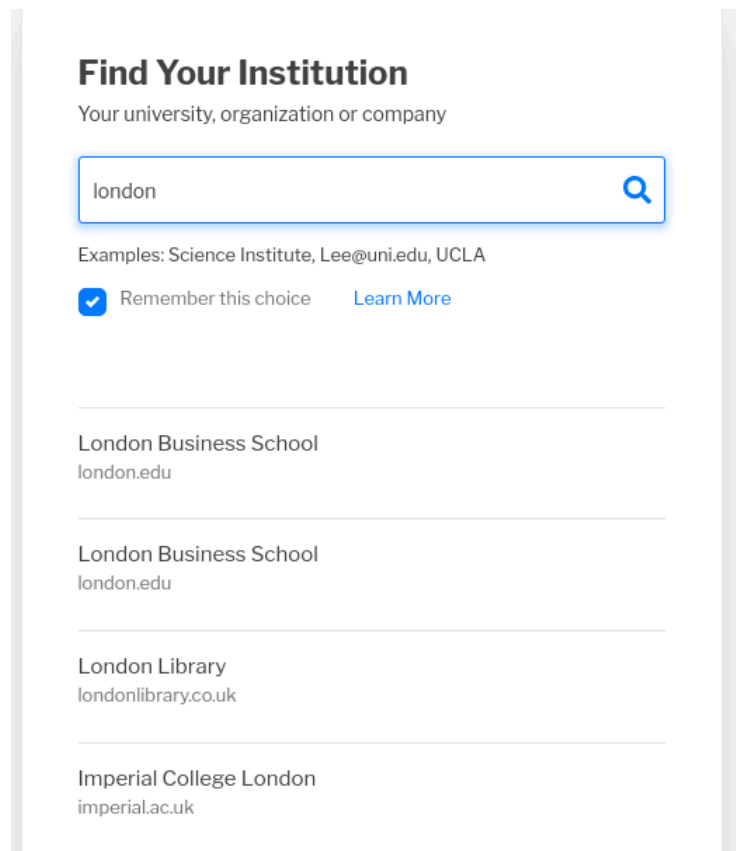 Find Your Institution
Your university, organization or company
london
Examples: Science Institute, Lee@uni.edu, UCLA
Remember this choice Learn More
London Business School
london.edu
London Business School
london.edu
London Library
londonlibrary.co.uk
Imperial College London
imperial.ac.uk